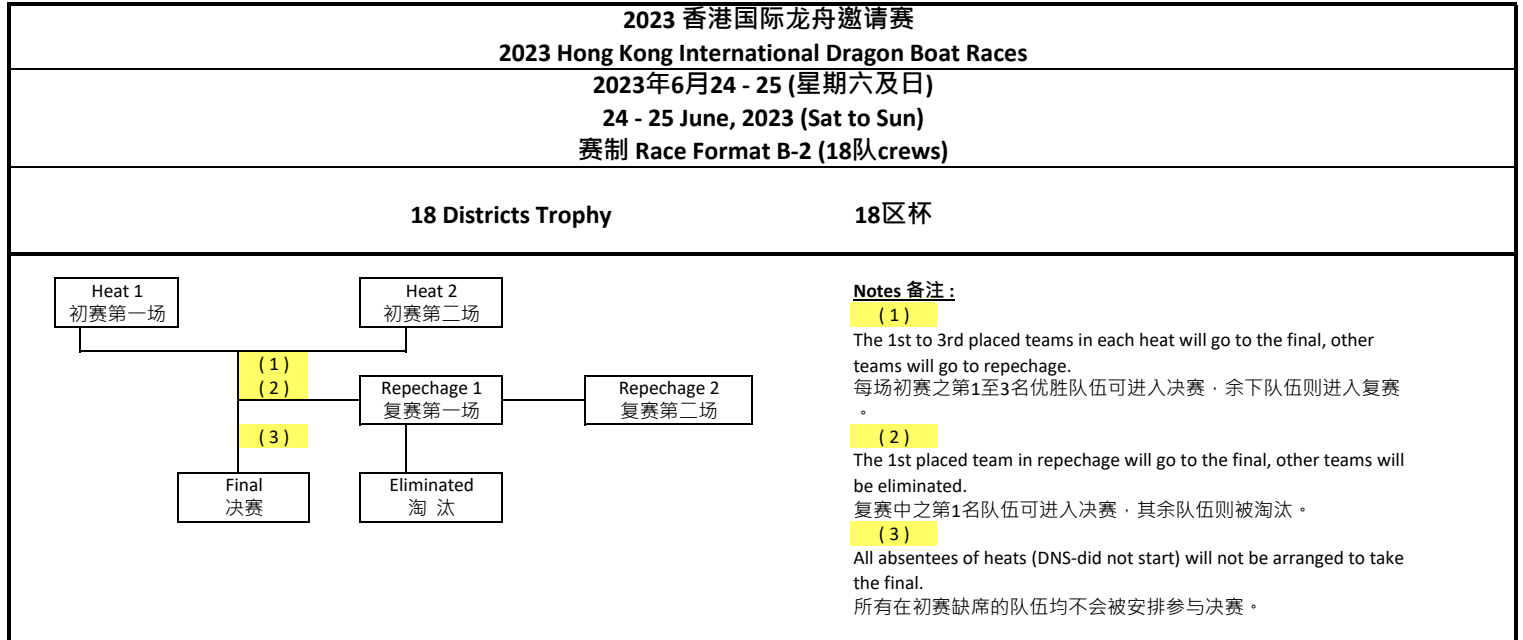 2023 香港国际龙舟邀请赛
2023 Hong Kong International Dragon Boat Races
2023年6月24 - 25 (星期六及日)
24 - 25 June, 2023 (Sat to Sun)
赛制 Race Format B-2 (18队crews)
18 Districts Trophy 18区杯
Heat 1
初赛第一场
Heat 2
初赛第二场
( 1 )
( 2 )
Repechage 1
复赛第一场
Repechage 2
复赛第二场
( 3 )
Final
决赛
Eliminated
淘 汰
Notes 备注 :
( 1 )
The 1st to 3rd placed teams in each heat will go to the final, other
teams will go to repechage.
每场初赛之第1至3名优胜队伍可进入决赛，余下队伍则进入复赛
。
( 2 )
The 1st placed team in repechage will go to the final, other teams will
be eliminated.
复赛中之第1名队伍可进入决赛，其余队伍则被淘汰。
( 3 )
All absentees of heats (DNS-did not start) will not be arranged to take
the final.
所有在初赛缺席的队伍均不会被安排参与决赛。